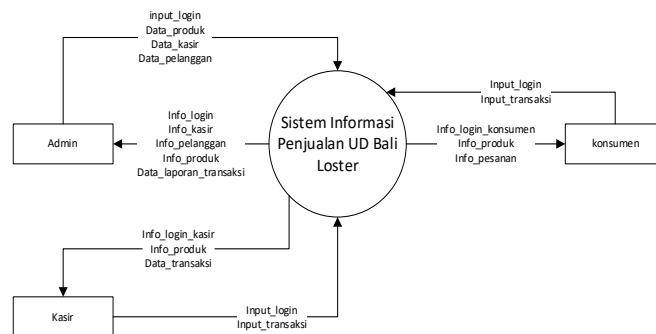 input_login
Data_produk
Data_kasir
Data_pelanggan
Input_login
Input_transaksi
Sistem Informasi
Penjualan UD Bali
Loster
Admin
Info_login
Info_kasir
Info_pelanggan
Info_produk
Data_laporan_transaksi
Info_login_konsumen
Info_produk
Info_pesanan
konsumen
Info_login_kasir
Info_produk
Data_transaksi
Kasir
Input_login
Input_transaksi